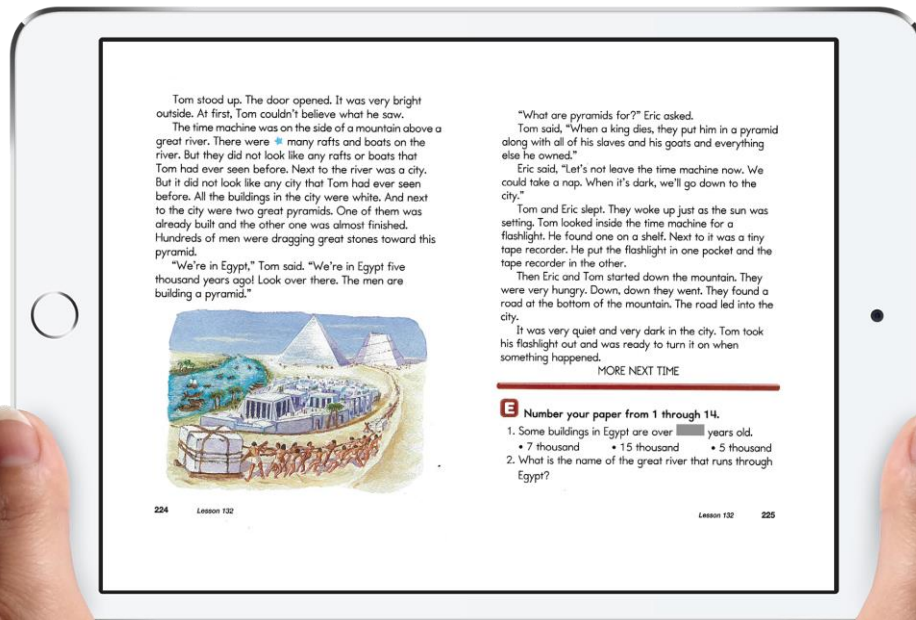 Tom stood up. The door opened. It was very bright
outside. At first, Tom couldn't believe what he saw.
The time machine was on the side of a mountain above a
great river. There were ★ many rafts and boats on the
river. But they did not look like any rafts or boats that
Tom had ever seen before. Next to the river was a city.
But it did not look like any city that Tom had ever seen
before. All the buildings in the city were white. And next
to the city were two great pyramids. One of them was
already built and the other one was almost finished.
Hundreds of men were dragging great stones toward this
pyramid.
"We're in Egypt," Tom said. "We're in Egypt five
thousand years ago! Look over there. The men are
building a pyramid."
224 Lesson 132
"What are pyramids for?" Eric asked.
Tom said, "When a king dies, they put him in a pyramid
along with all of his slaves and his goats and everything
else he owned."
Eric said, "Let's not leave the time machine now. We
could take a nap. When it's dark, we'll go down to the
city."
Tom and Eric slept. They woke up just as the sun was
setting. Tom looked inside the time machine for a
flashlight. He found one on a shelf. Next to it was a tiny
tape recorder. He put the flashlight in one pocket and the
tape recorder in the other.
Then Eric and Tom started down the mountain. They
were very hungry. Down, down they went. They found a
road at the bottom of the mountain. The road led into the
city.
It was very quiet and very dark in the city. Tom took
his flashlight out and was ready to turn it on when
something happened.
MORE NEXT TIME
E Number your paper from 1 through 14.
1. Some buildings in Egypt are over years old.
• 7 thousand • 15 thousand • 5 thousand
2. What is the name of the great river that runs through
Egypt?
Lesson 132 225